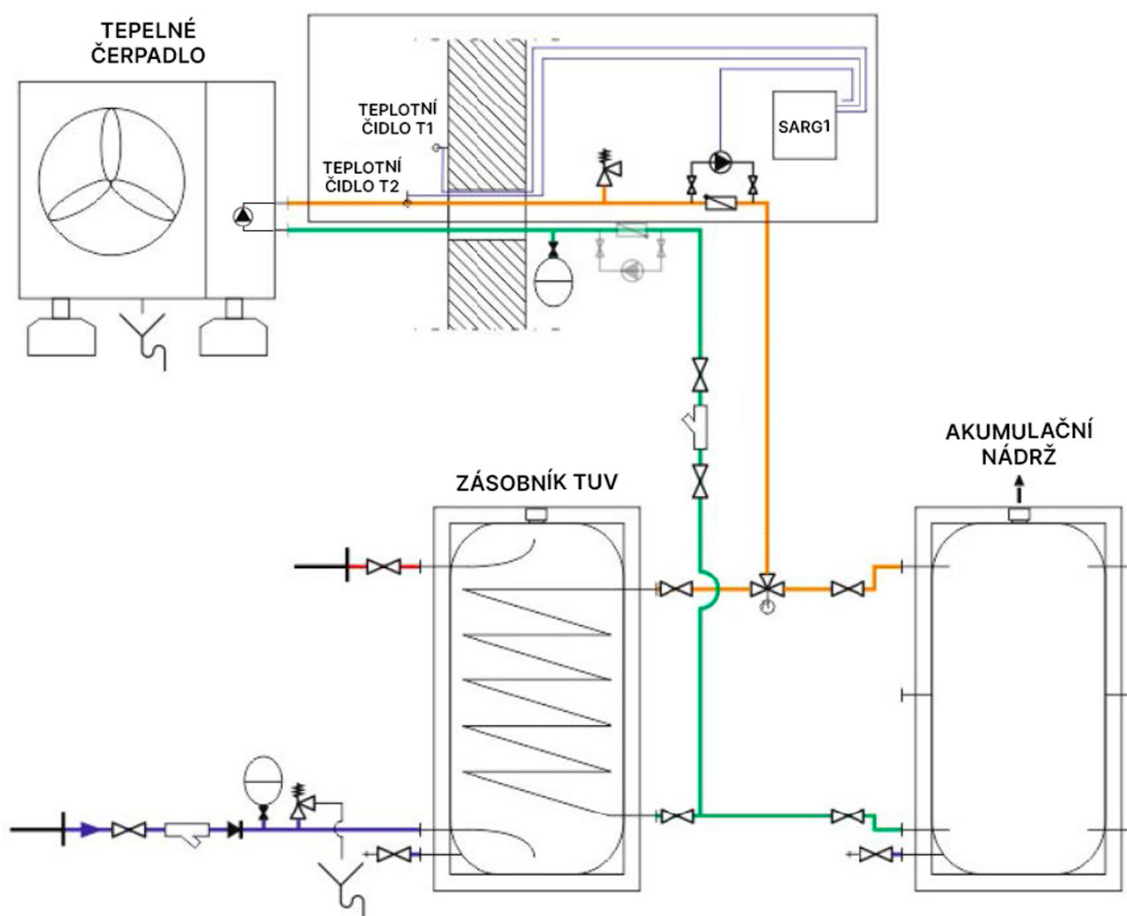 TEPELNÉ
ČERPADLO
TEPLOTNÍ
ČIDLO T1
TEPLOTNÍ
ČIDLO T2
SARG1
ZÁSOBNÍK TUV
AKUMULAČNÍ
NÁDRŽ